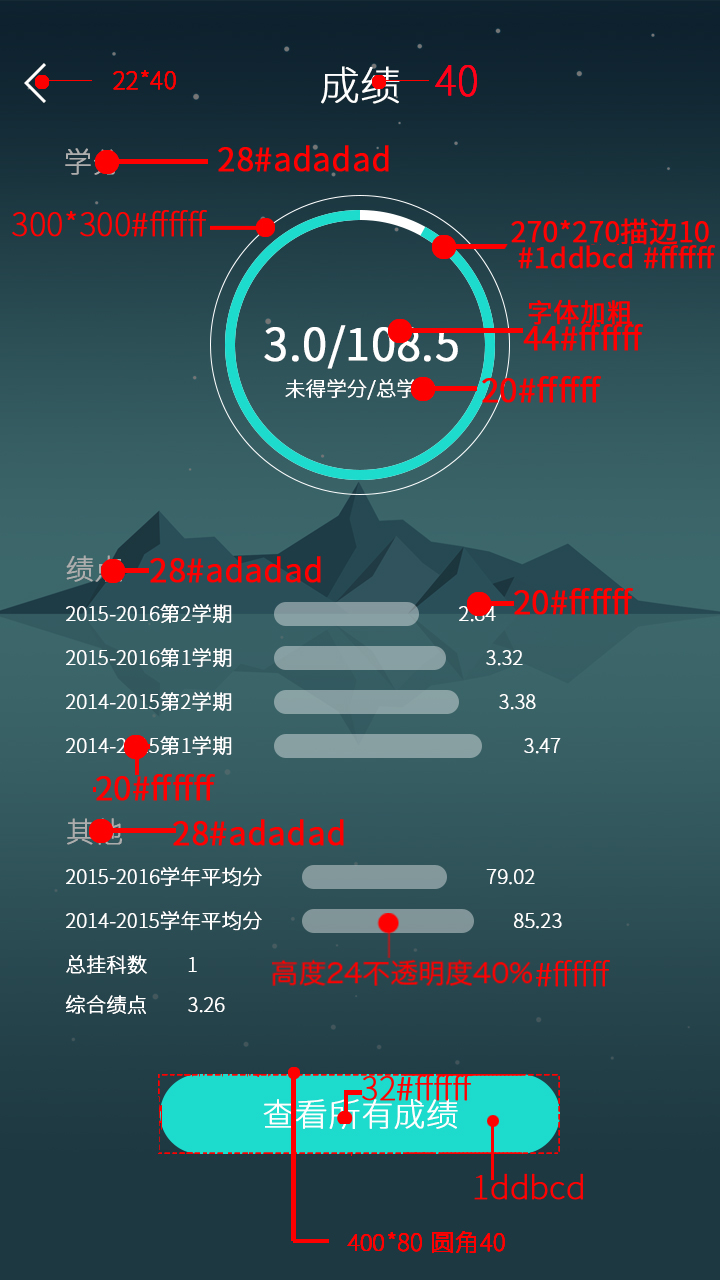 22*40
成绩
40
学分
28#adadad
300*300#ffffff
270*270描边10
#1ddbcd #ffffff
字体加粗
3.0/108.5
44#ffffff
未得学分/总学
20#ffffff
绩点
28#adadad
20#ffffff
2015-2016第2学期
2.84
2015-2016第1学期
3.32
2014-2015第2学期
3.38
2014-2015第1学期
3.47
20#ffffff
其他
28#adadad
2015-2016学年平均分
79.02
2014-2015学年平均分
85.23
总挂科数 1
高度24不透明度40%#ffffff
综合绩点 3.26
32#ffffff
查看所有成绩
1ddbcd
400*80 圆角40